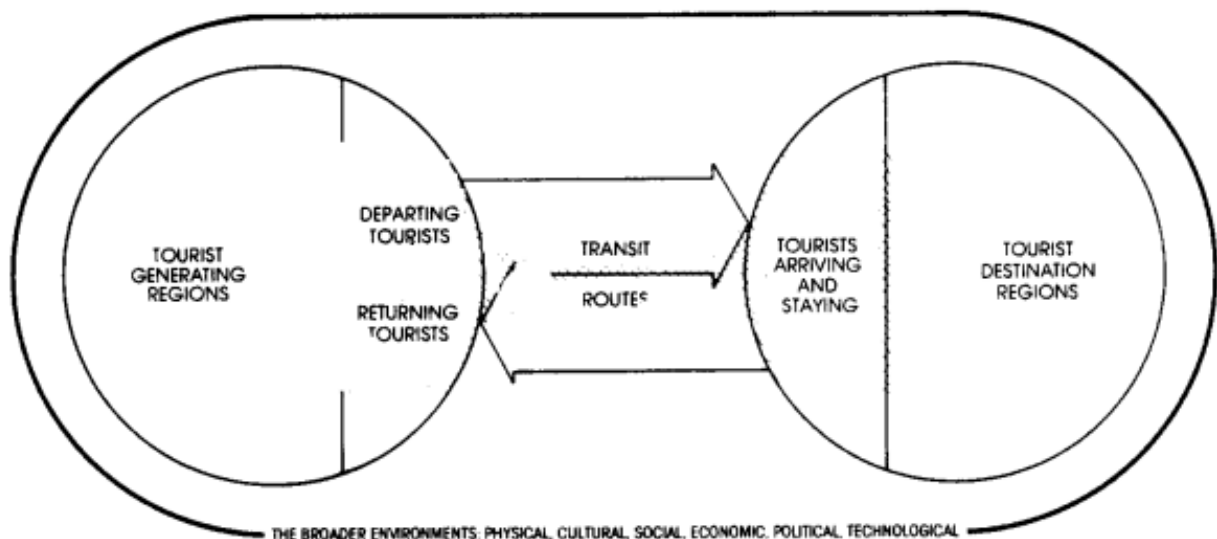 TOURIST
GENERATING
REGIONS
DEPARTING
TOURISTS
RETURNING
TOURISTS
TRANSIT
ROUTES
TOURISTS
ARRIVING
AND
STAYING
TOURIST
DESTINATION
REGIONS
THE BROADER ENVIRONMENTS: PHYSICAL, CULTURAL, SOCIAL, ECONOMIC, POLITICAL, TECHNOLOGICAL